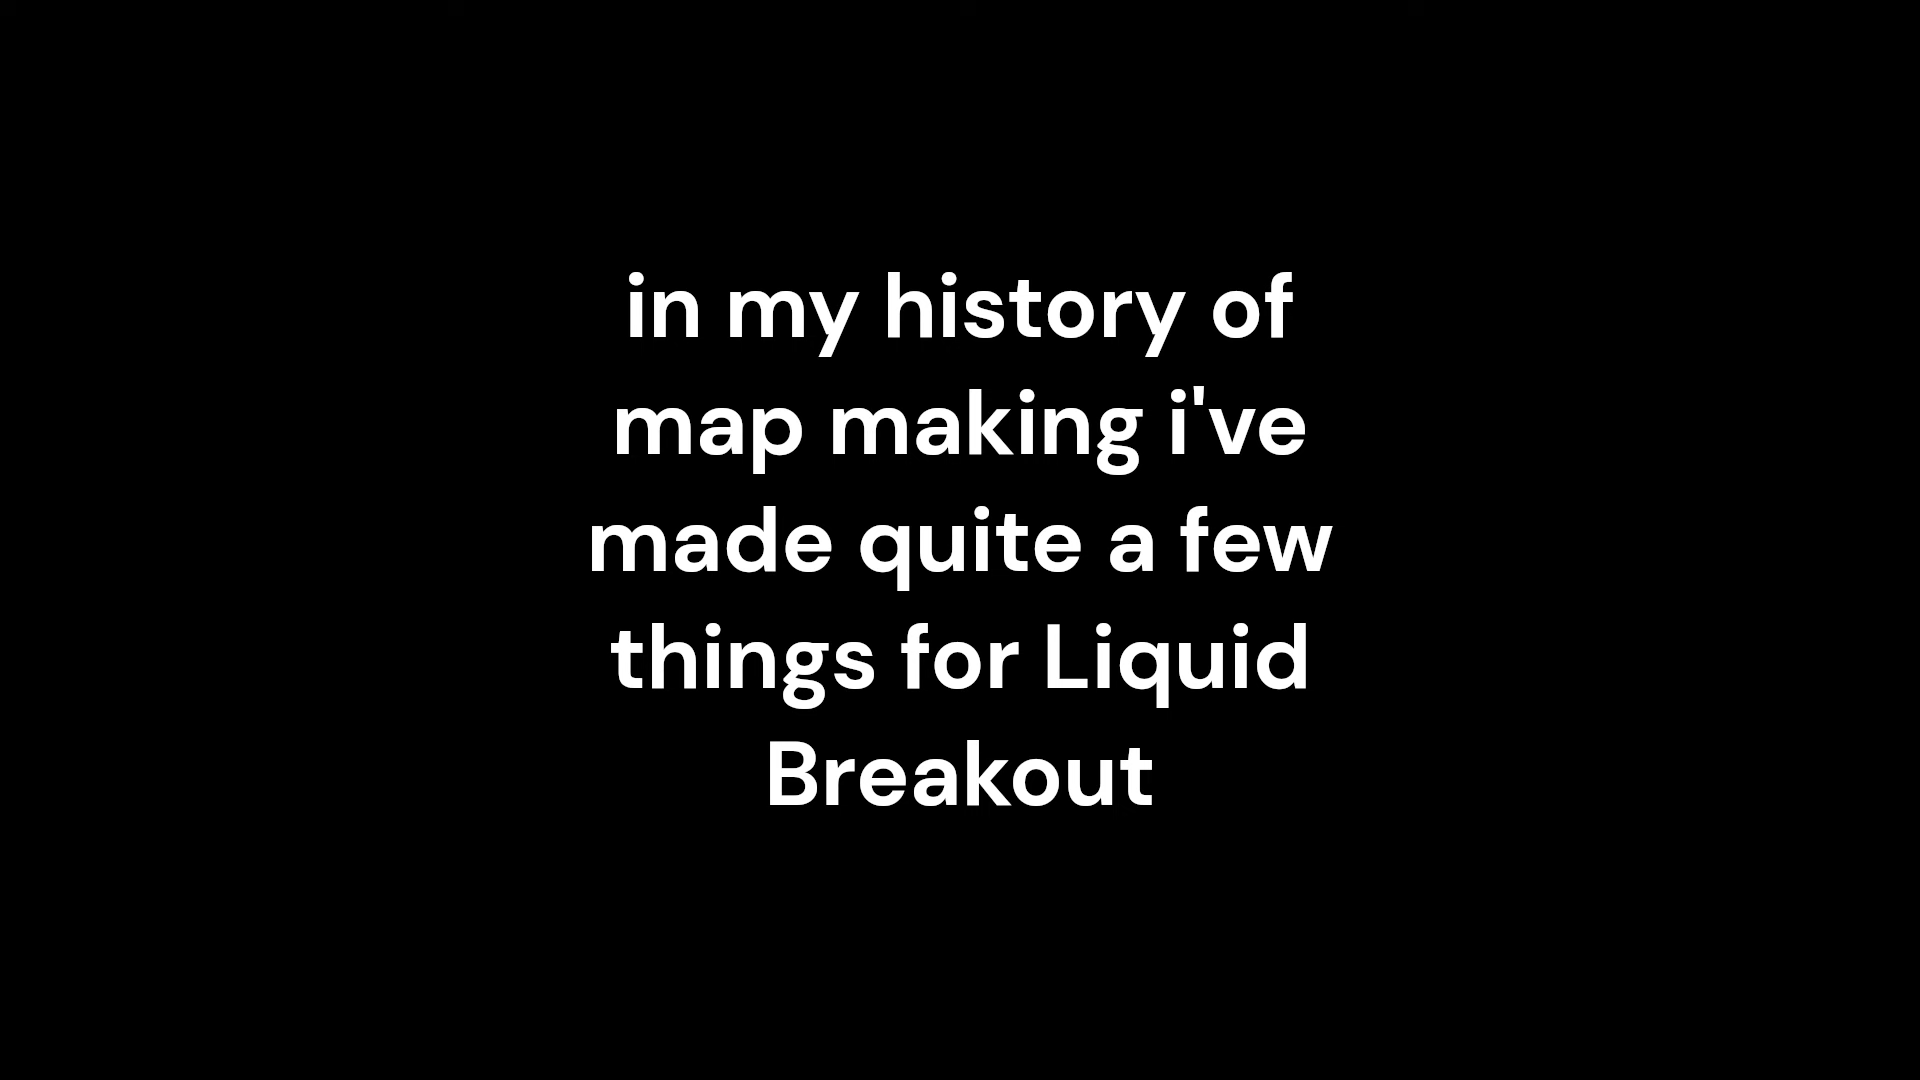 in my history of
map making i've
made quite a few
things for Liquid
Breakout